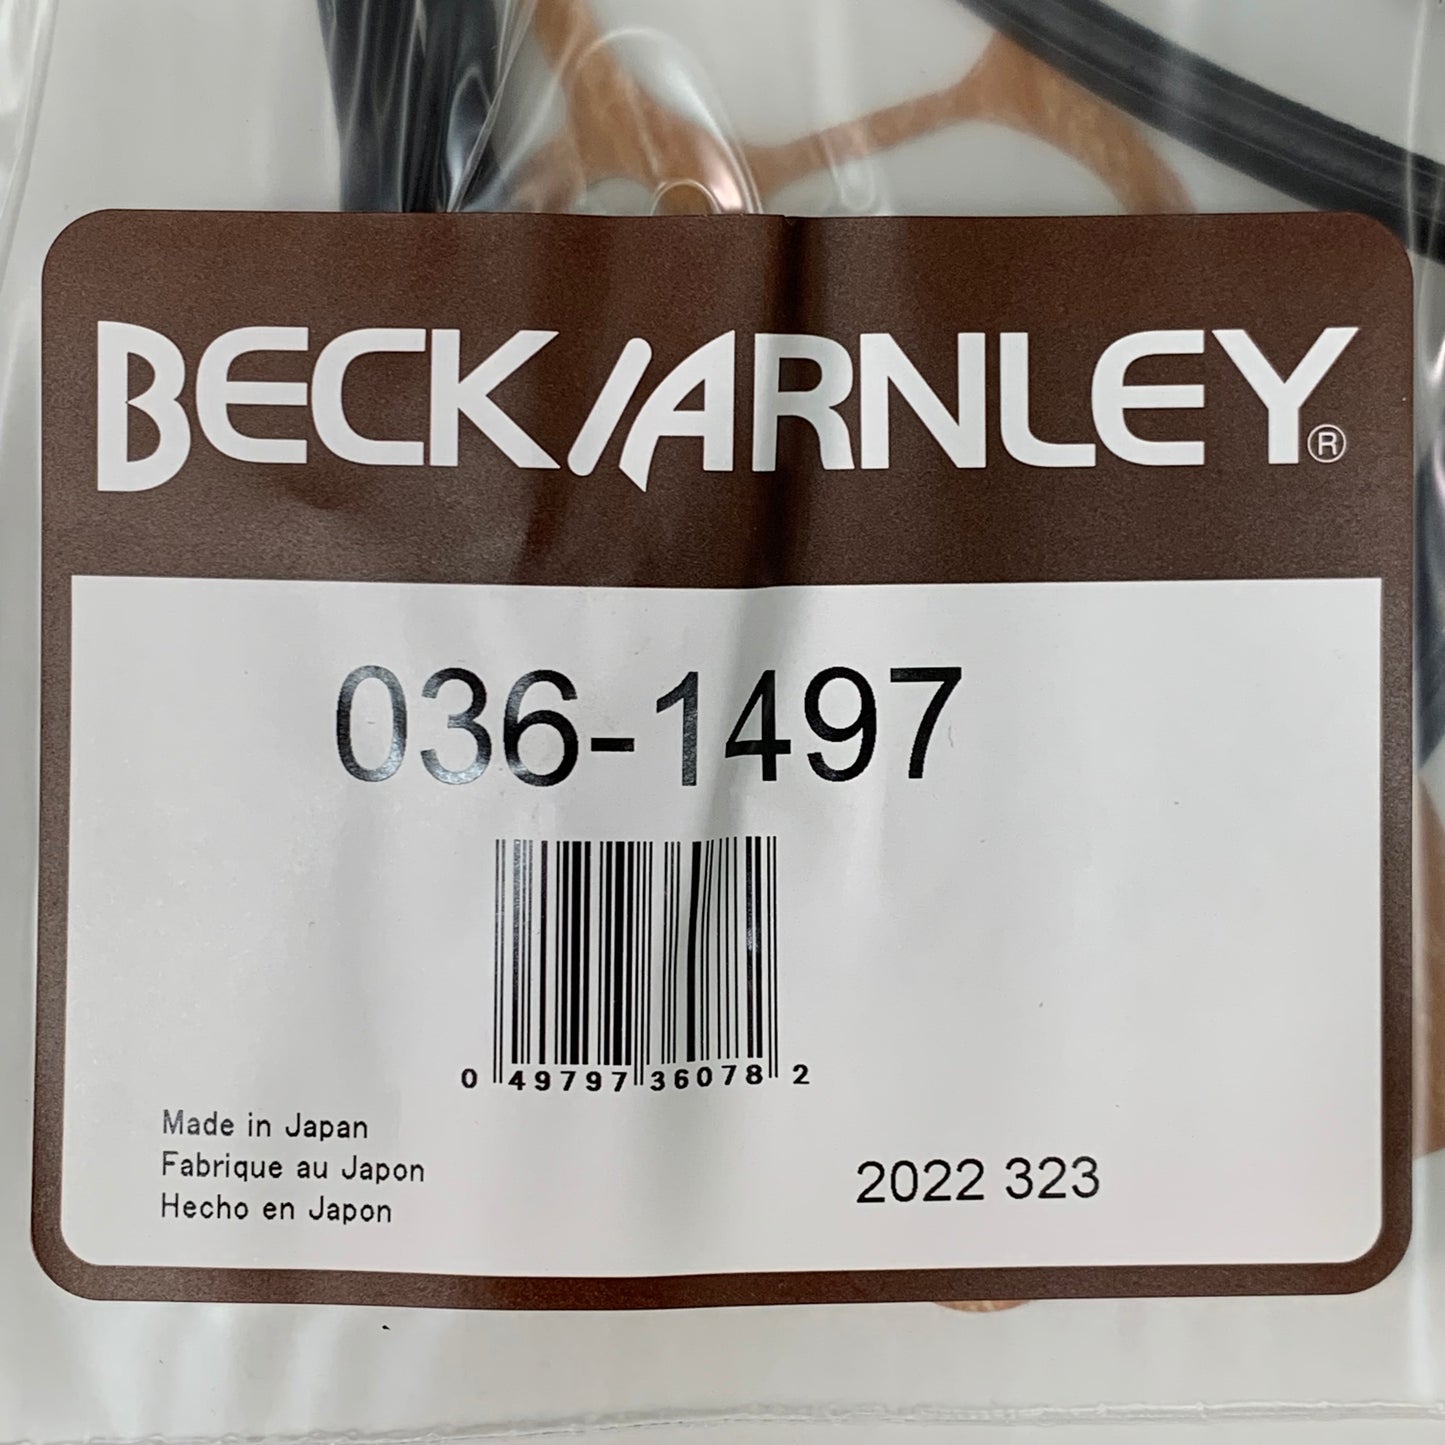 BECK/ARNLEY®
036-1497
0 49797 36078 2
Made in Japan
Fabrique au Japon
Hecho en Japon
2022 323